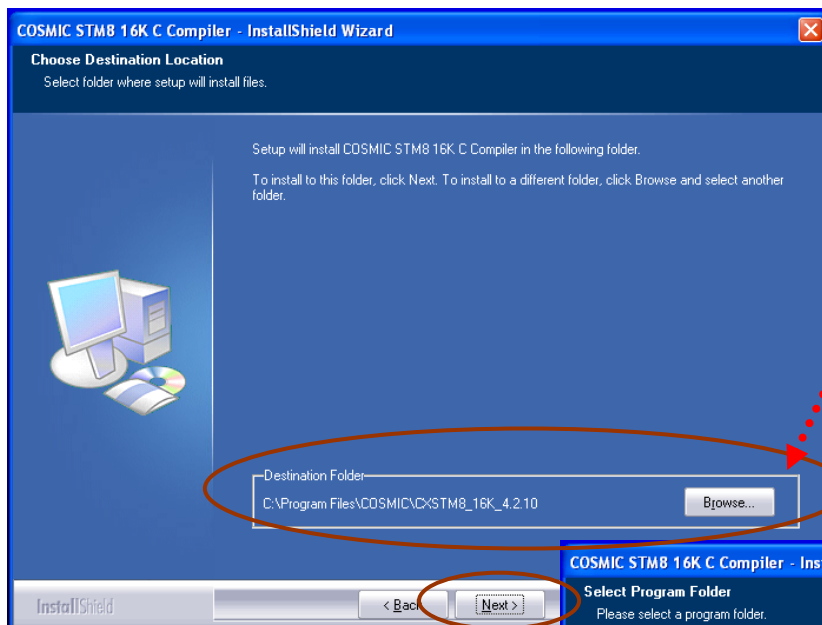 COSMIC STM8 16K C Compiler - InstallShield Wizard
Choose Destination Location
Select folder where setup will install files.
Setup will install COSMIC STM8 16K C Compiler in the following folder.
To install to this folder, click Next. To install to a different folder, click Browse and select another
folder.
Destination Folder
C:\Program Files\COSMIC\CXSTM8_16K_4.2.10
Browse...
InstallShield
< Back
Next >
COSMIC STM8 16K C Compiler - Ins
Select Program Folder
Please select a program folder.